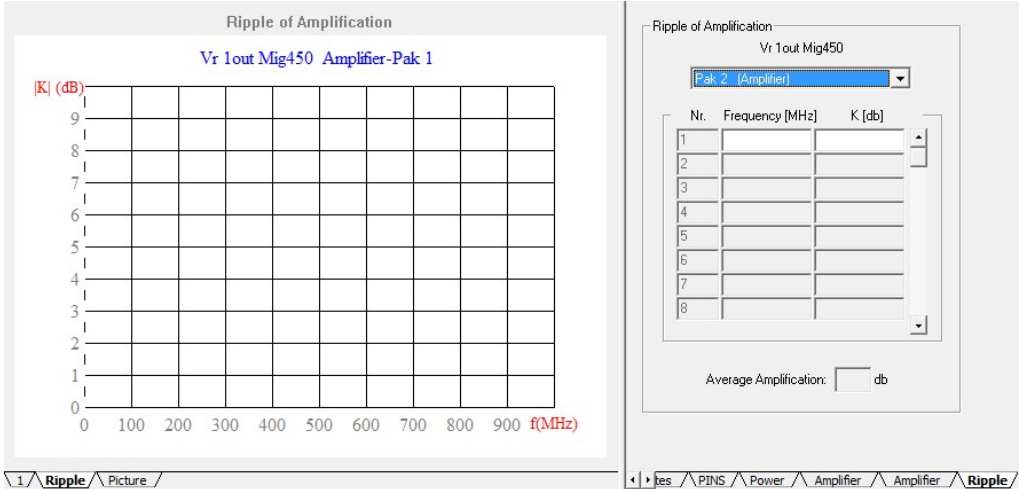 Ripple of Amplification
Vr 1out Mig450 Amplifier-Pak 1
|K| (dB)
9
8
7
6
5
4
3
2
1
0
0 100 200 300 400 500 600 700 800 900 f(MHz)
1 Ripple Picture
Ripple of Amplification
Vr 1out Mig450
Pak 2 (Amplifier)
Nr. Frequency [MHz] K [db]
1
2
3
4
5
6
7
8
Average Amplification: db
tes PINS Power Amplifier Amplifier Ripple